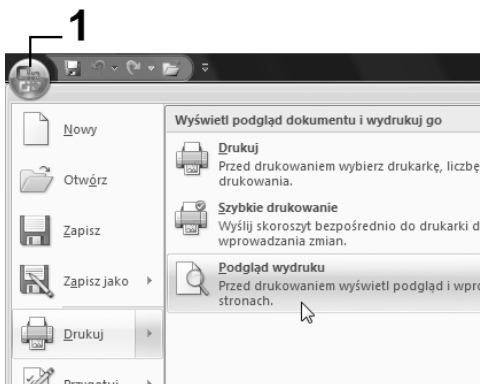 1
Nowy
Otwórz
Zapisz
Zapisz jako
Drukuj
Przygotuj
Wyświetl podgląd dokumentu i wydrukuj go
Drukuj
Przed drukowaniem wybierz drukarkę, liczbę
drukowania.
Szybkie drukowanie
Wyślij skoroszyt bezpośrednio do drukarki d
wprowadzania zmian.
Podgląd wydruku
Przed drukowaniem wyświetl podgląd i wpro
stronach.